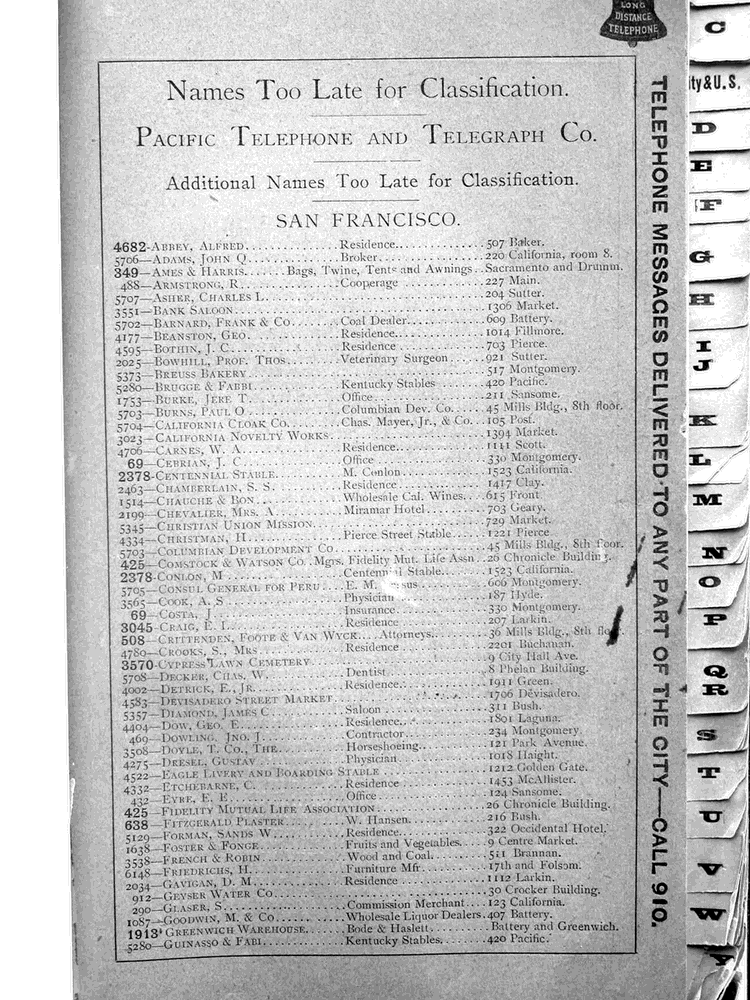 LONG
DISTANCE
TELEPHONE
Names Too Late for Classification.
PACIFIC TELEPHONE AND TELEGRAPH CO.
Additional Names Too Late for Classification.
SAN FRANCISCO.
4682-ABBEY, ALFRED..........Residence..........507 Baker.
5706—ADAMS, JOHN Q..........Broker..........220 California, room 8.
349—AMES & HARRIS......Bags, Twine, Tents and Awnings..Sacramento and Drumm.
488—ARMSTRONG, R..........Cooperage..........227 Main.
5707—ASHER, CHARLES L..........204 Sutter.
3551—BANK SALOON..........1306 Market.
5702—BARNARD, FRANK & CO......Coal Dealer..........609 Battery.
4177—BEANSTON, GEO..........Residence..........1014 Fillmore.
4595—BOTHIN, J. C..........Residence..........703 Pierce.
2025—BOWHILL, PROF. THOS......Veterinary Surgeon......921 Sutter.
5373—BREUSS BAKERY..........517 Montgomery.
5280—BRUGGE & FABBI..........Kentucky Stables..........420 Pacific.
1753—BURKE, JERE T..........Office..........211 Sansome.
5703—BURNS, PAUL O..........Columbian Dev. Co......45 Mills Bldg., 8th floor.
5704—CALIFORNIA CLOAK CO......Chas. Mayer, Jr., & Co...105 Post.
3023—CALIFORNIA NOVELTY WORKS..........1394 Market.
4706—CARNES, W. A..........Residence..........1111 Scott.
69—CEBRIAN, J. C..........Office..........330 Montgomery.
2378-CENTENNIAL STABLE..........M. Conlon..........1523 California.
2463—CHAMBERLAIN, S. S..........Residence..........1417 Clay.
1514—CHAUCHE & BON..........Wholesale Cal. Wines...615 Front
2199—CHEVALIER, MRS. A..........Miramar Hotel..........703 Geary.
5345—CHRISTIAN UNION MISSION..........729 Market.
4334—CHRISTMAN, H..........Pierce Street Stable......1221 Pierce
5703—COLUMBIAN DEVELOPMENT CO..........45 Mills Bldg., 8th floor.
425—COMSTOCK & WATSON CO..Mgrs. Fidelity Mut. Life Assn..26 Chronicle Building.
2378-CONLON, M..........Centennial Stable..........1523 California.
5705—CONSUL GENERAL FOR PERU....E. M. ..........606 Montgomery.
3565—COOK, A. S..........Physician..........187 Hyde.
69—COSTA, J..........Insurance..........330 Montgomery.
3045—CRAIG, E. L..........Residence..........207 Larkin.
508—CRITTENDEN, FOOTE & VAN WYCK....Attorneys..........36 Mills Bldg., 8th floor.
4780—CROOKS, S., MRS..........Residence..........2201 Buchanan.
3570-CYPRESS LAWN CEMETERY..........9 City Hall Ave.
5708—DECKER, CHAS. W..........Dentist..........8 Phelan Building.
4002—DETRICK, E., JR..........Residence..........1911 Green.
4583—DEVISADERO STREET MARKET..........1706 Devisadero.
5357—DIAMOND, JAMES C..........Saloon..........311 Bush.
4404—DOW, GEO. E..........Residence..........1801 Laguna.
469—DOWLING, JNO. J..........Contractor..........234 Montgomery.
3508—DOYLE, T. CO., THE..........Horseshoeing..........121 Park Avenue.
4275—DRESEL, GUSTAV..........Physician..........1018 Haight.
4522—EAGLE LIVERY AND BOARDING STABLE..........1212 Golden Gate.
4332—ETCHEBARNE, C..........Residence..........1453 McAllister.
432—EYRE, E. E..........Office..........124 Sansome.
425—FIDELITY MUTUAL LIFE ASSOCIATION..........26 Chronicle Building.
638—FITZGERALD PLASTER..........W. Hansen..........216 Bush.
5129—FORMAN, SANDS W..........Residence..........322 Occidental Hotel.
1638—FOSTER & FONGE..........Fruits and Vegetables...9 Centre Market.
3538—FRENCH & ROBIN..........Wood and Coal..........511 Brannan.
6148—FRIEDRICHS, H..........Furniture Mfr..........17th and Folsom.
2034—GAVIGAN, D. M..........Residence..........1112 Larkin.
912—GEYSER WATER CO..........30 Crocker Building.
290—GLASER, S..........Commission Merchant...123 California.
1087—GOODWIN, M. & CO..........Wholesale Liquor Dealers..407 Battery.
1913-GREENWICH WAREHOUSE......Bode & Haslett..........Battery and Greenwich.
5280—GUINASSO & FABI..........Kentucky Stables..........420 Pacific.
TELEPHONE MESSAGES DELIVERED TO ANY PART OF THE CITY—CALL 910.
C
ity & U.S.
D
E
F
G
H
I
J
K
L
M
N
O
P
Q
R
S
T
U
V
W
Y